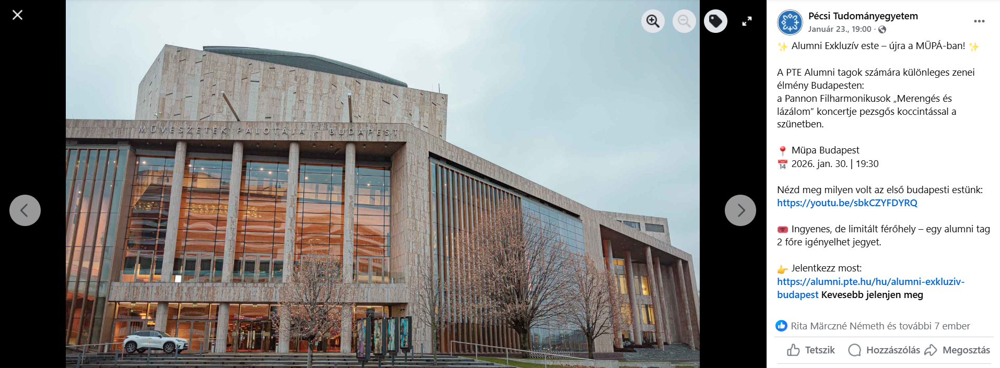 MŰVÉSZETEK PALOTÁJA - BUDAPEST
Pécsi Tudományegyetem
Január 23., 19:00 ·
✨ Alumni Exkluzív este – újra a MÜPÁ-ban! ✨
A PTE Alumni tagok számára különleges zenei
élmény Budapesten:
a Pannon Filharmonikusok „Merengés és
lázálom” koncertje pezsgős koccintással a
szünetben.
📍 Müpa Budapest
📅 2026. jan. 30. | 19:30
Nézd meg milyen volt az első budapesti estünk:
https://youtu.be/sbkCZYFDYRQ
🎟️ Ingyenes, de limitált férőhely – egy alumni tag
2 főre igényelhet jegyet.
👉 Jelentkezz most:
https://alumni.pte.hu/hu/alumni-exkluziv-
budapest Kevesebb jelenjen meg
Rita Märczné Németh és további 7 ember
Tetszik Hozzászólás Megosztás